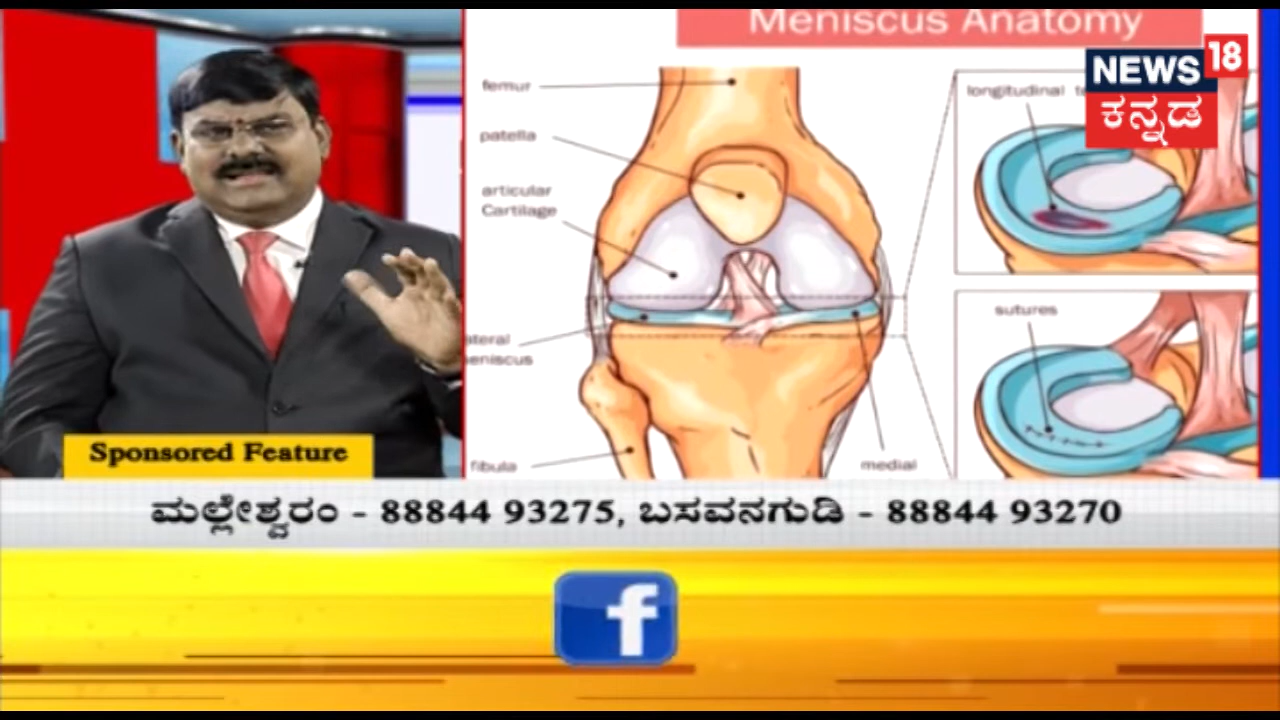 Meniscus Anatomy
NEWS 18
ಕನ್ನಡ
femur
patella
articular
Cartilage
longitudinal
sutures
fibula
medial
Sponsored Feature
ಮಲ್ಲೇಶ್ವರಂ - 88844 93275, ಬಸವನಗುಡಿ - 88844 93270
f